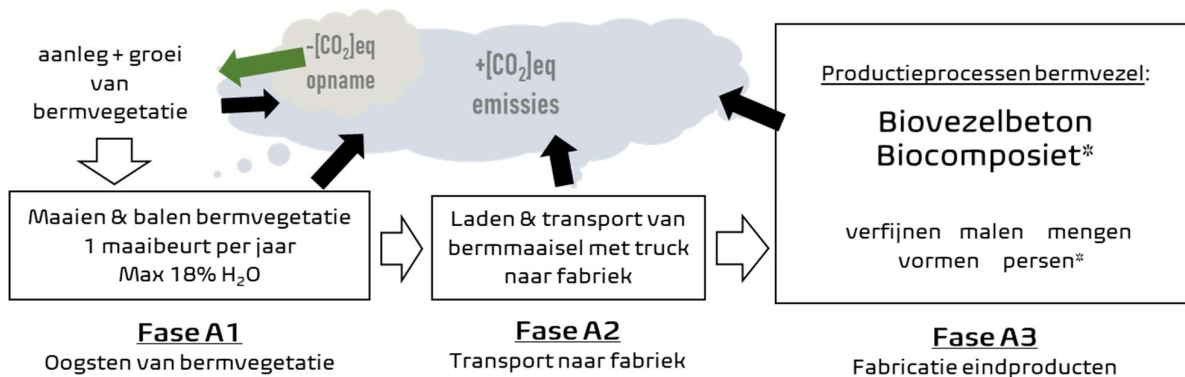 aanleg + groei
van
bermvegetatie
-[CO₂]eq
opname
+[CO₂]eq
emissies
Maaien & balen bermvegetatie
1 maaibeurt per jaar
Max 18% H₂O
Fase A1
Oogsten van bermvegetatie
Laden & transport van
bermmaaisel met truck
naar fabriek
Fase A2
Transport naar fabriek
Productieprocessen bermvezel:
Biovezelbeton
Biocomposiet*
verfijnen malen mengen
vormen persen*
Fase A3
Fabricatie eindproducten